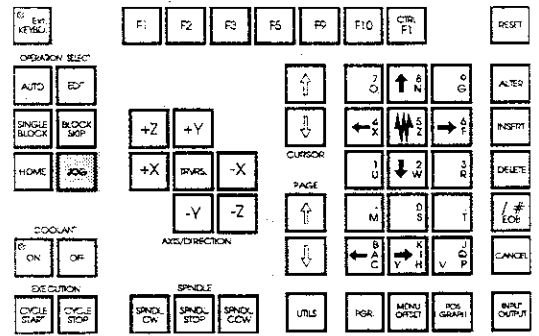 Ext. KEYBD. F1 F2 F3 F5 F9 F10 CTRL F1 RESET
OPERATION SELECT
AUTO EDIT 7 O 8 N 9 G ALTER
SINGLE BLOCK BLOCK SKIP +Z +Y 4 X 5 Z 6 F INSERT
CURSOR
HOME JOG +X TRVRS. -X 1 U 2 W 3 R DELETE
PAGE
-Y -Z M 0 S T / # EOB
COOLANT AXIS/DIRECTION
ON OFF B A C K I Y H J Q V P CANCEL
EXECUTION SPINDLE
CYCLE START CYCLE STOP SPNDL CW SPNDL STOP SPNDL CCW UTILS PGR. MENU OFFSET POS GRAPH INPUT OUTPUT